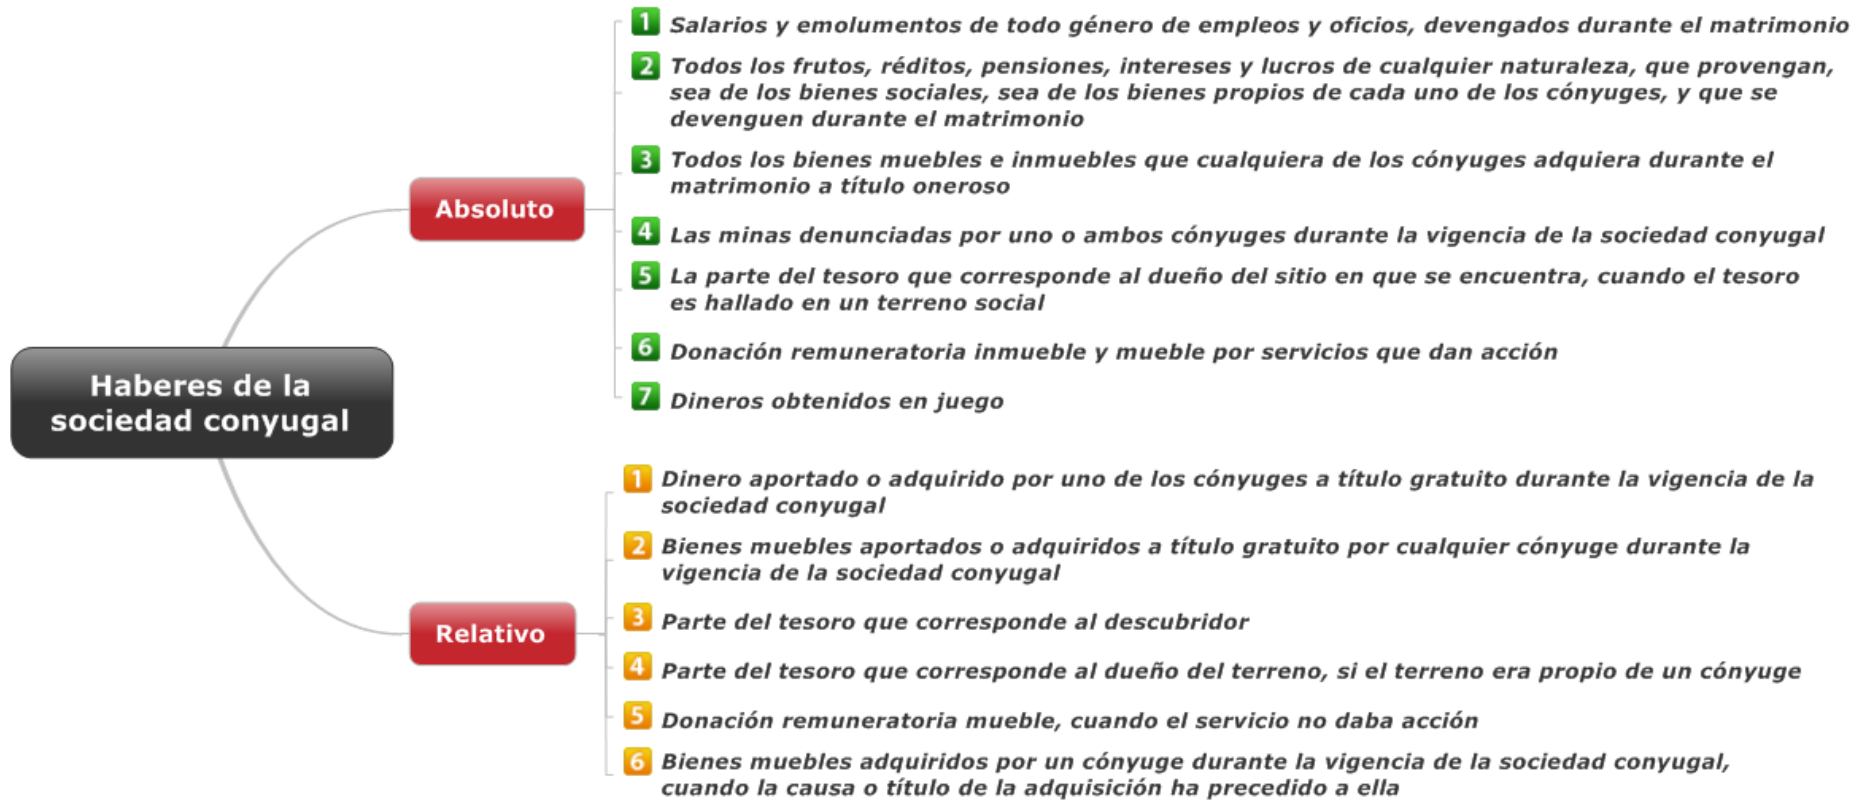 Haberes de la
sociedad conyugal
Absoluto
1 Salarios y emolumentos de todo género de empleos y oficios, devengados durante el matrimonio
2 Todos los frutos, réditos, pensiones, intereses y lucros de cualquier naturaleza, que provengan,
sea de los bienes sociales, sea de los bienes propios de cada uno de los cónyuges, y que se
devenguen durante el matrimonio
3 Todos los bienes muebles e inmuebles que cualquiera de los cónyuges adquiera durante el
matrimonio a título oneroso
4 Las minas denunciadas por uno o ambos cónyuges durante la vigencia de la sociedad conyugal
5 La parte del tesoro que corresponde al dueño del sitio en que se encuentra, cuando el tesoro
es hallado en un terreno social
6 Donación remuneratoria inmueble y mueble por servicios que dan acción
7 Dineros obtenidos en juego
Relativo
1 Dinero aportado o adquirido por uno de los cónyuges a título gratuito durante la vigencia de la
sociedad conyugal
2 Bienes muebles aportados o adquiridos a título gratuito por cualquier cónyuge durante la
vigencia de la sociedad conyugal
3 Parte del tesoro que corresponde al descubridor
4 Parte del tesoro que corresponde al dueño del terreno, si el terreno era propio de un cónyuge
5 Donación remuneratoria mueble, cuando el servicio no daba acción
6 Bienes muebles adquiridos por un cónyuge durante la vigencia de la sociedad conyugal,
cuando la causa o título de la adquisición ha precedido a ella